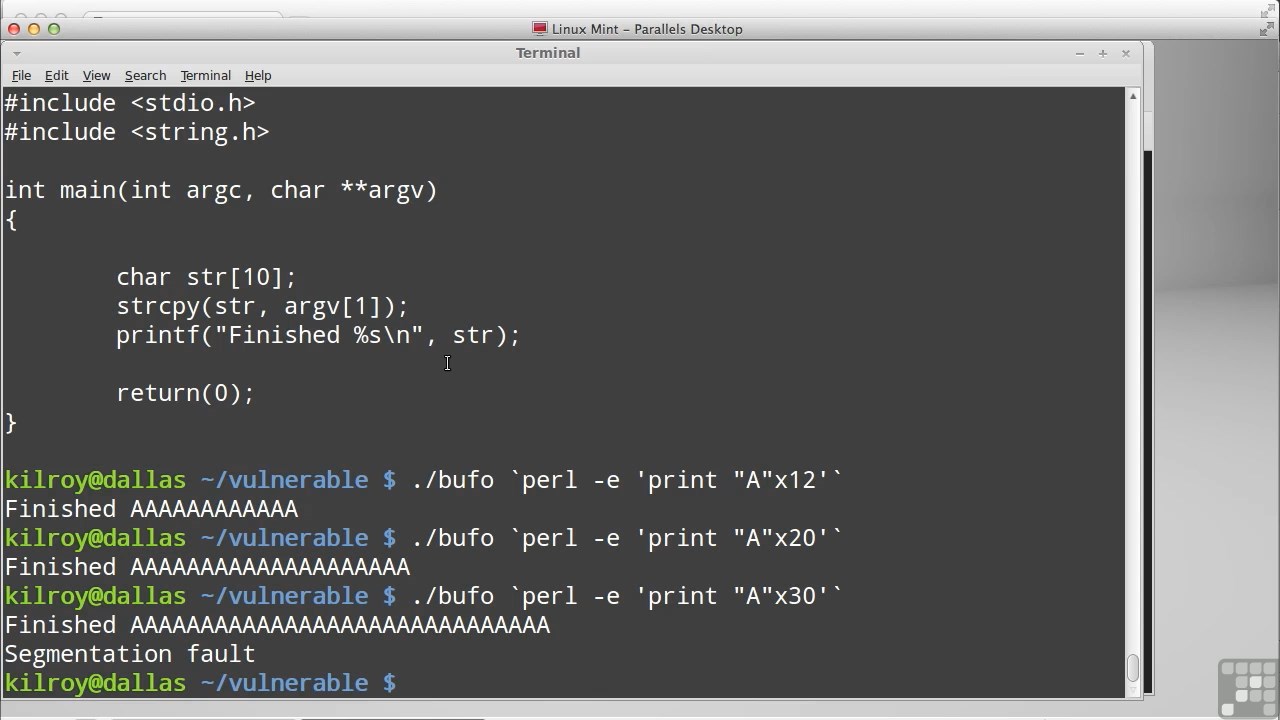 Linux Mint - Parallels Desktop
Terminal
File Edit View Search Terminal Help
#include <stdio.h>
#include <string.h>
int main(int argc, char **argv)
{
char str[10];
strcpy(str, argv[1]);
printf("Finished %s\n", str);
return(0);
}
kilroy@dallas ~/vulnerable $ ./bufo `perl -e 'print "A"x12'`
Finished AAAAAAAAAAAA
kilroy@dallas ~/vulnerable $ ./bufo `perl -e 'print "A"x20'`
Finished AAAAAAAAAAAAAAAAAAAA
kilroy@dallas ~/vulnerable $ ./bufo `perl -e 'print "A"x30'`
Finished AAAAAAAAAAAAAAAAAAAAAAAAAAAAAA
Segmentation fault
kilroy@dallas ~/vulnerable $